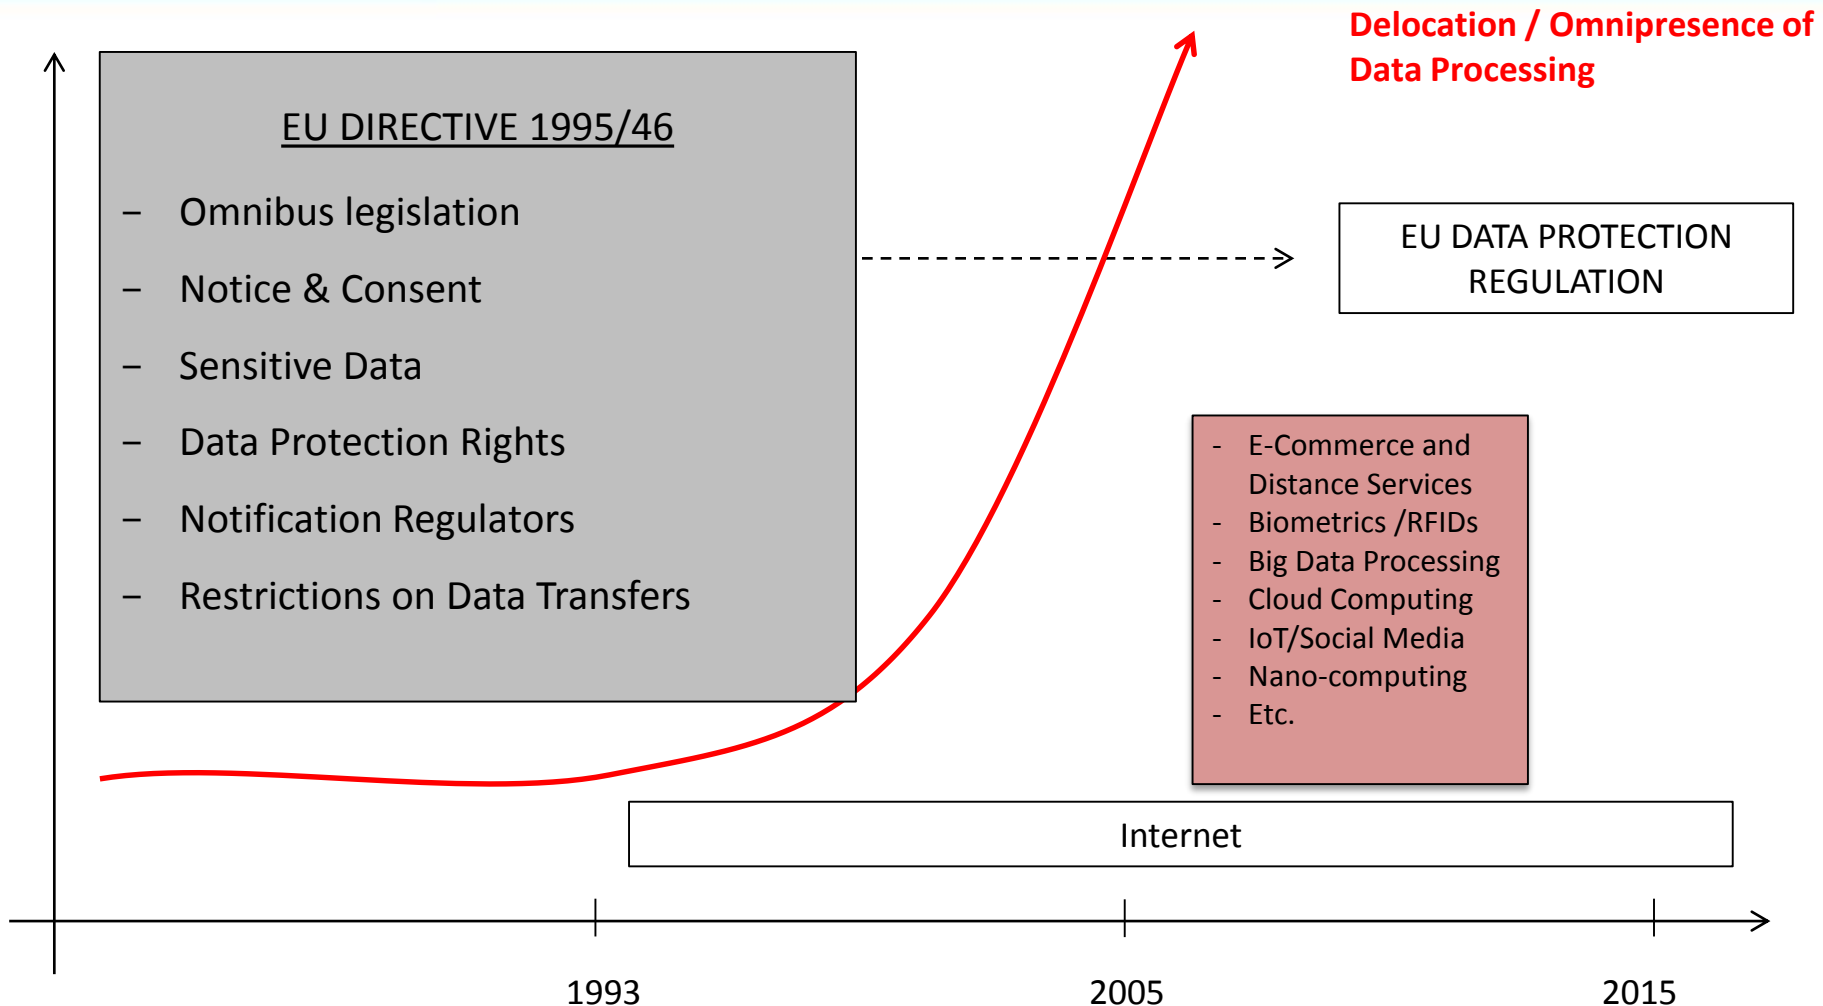 Delocation / Omnipresence of
Data Processing
EU DIRECTIVE 1995/46
– Omnibus legislation
– Notice & Consent
– Sensitive Data
– Data Protection Rights
– Notification Regulators
– Restrictions on Data Transfers
EU DATA PROTECTION
REGULATION
- E-Commerce and
Distance Services
- Biometrics /RFIDs
- Big Data Processing
- Cloud Computing
- IoT/Social Media
- Nano-computing
- Etc.
Internet
1993
2005
2015